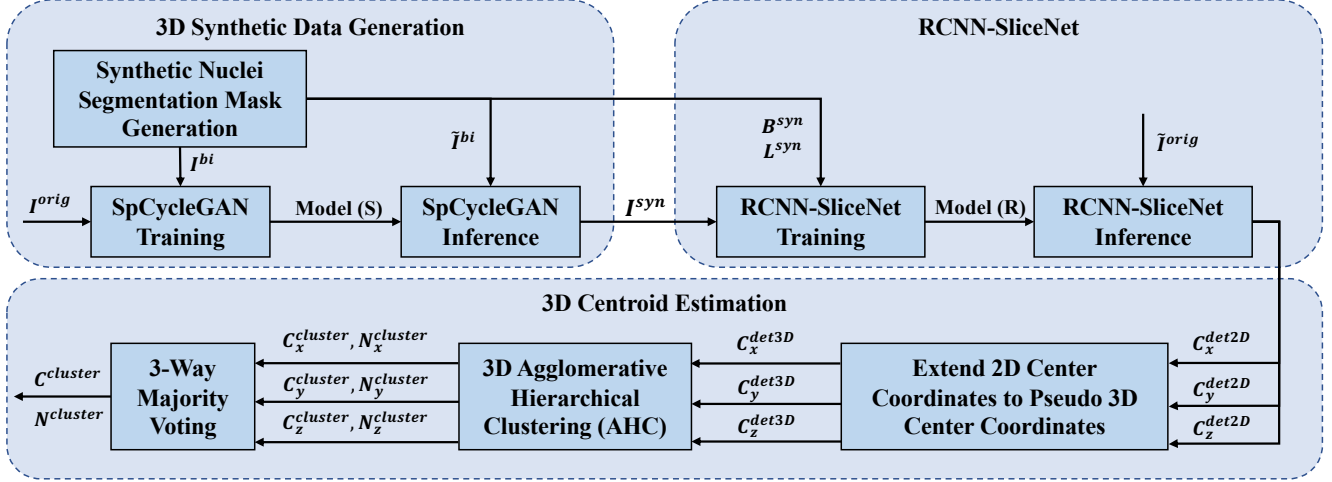 3D Synthetic Data Generation
Synthetic Nuclei
Segmentation Mask
Generation
I^{bi}
Ĩ^{bi}
I^{orig}
SpCycleGAN
Training
Model (S)
SpCycleGAN
Inference
I^{syn}
RCNN-SliceNet
B^{syn}
L^{syn}
Ĩ^{orig}
RCNN-SliceNet
Training
Model (R)
RCNN-SliceNet
Inference
3D Centroid Estimation
C_x^{det2D}
C_y^{det2D}
C_z^{det2D}
Extend 2D Center
Coordinates to Pseudo 3D
Center Coordinates
C_x^{det3D}
C_y^{det3D}
C_z^{det3D}
3D Agglomerative
Hierarchical
Clustering (AHC)
C_x^{cluster}, N_x^{cluster}
C_y^{cluster}, N_y^{cluster}
C_z^{cluster}, N_z^{cluster}
3-Way
Majority
Voting
C^{cluster}
N^{cluster}